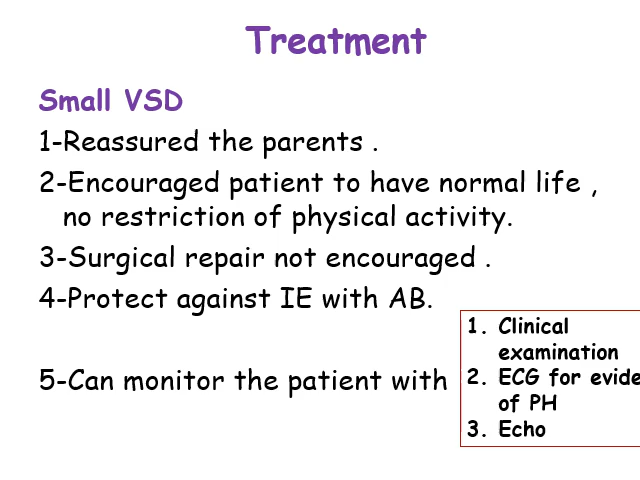 Treatment
Small VSD
1-Reassured the parents .
2-Encouraged patient to have normal life ,
no restriction of physical activity.
3-Surgical repair not encouraged .
4-Protect against IE with AB.
5-Can monitor the patient with
1. Clinical
examination
2. ECG for evide
of PH
3. Echo